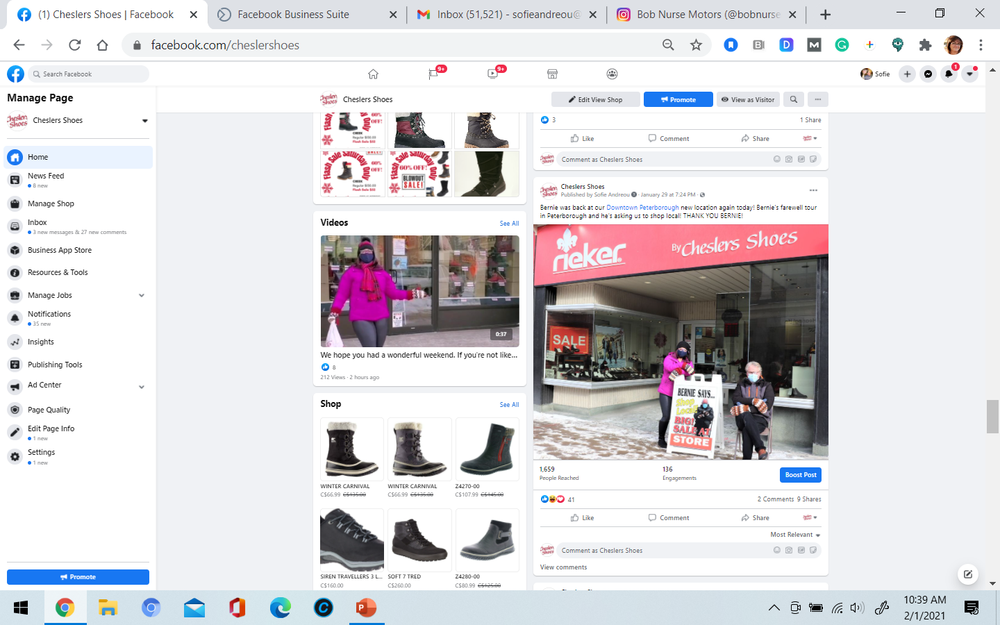 (1) Cheslers Shoes | Facebook
Facebook Business Suite
Inbox (51,521) - sofieandreou@
Bob Nurse Motors (@bobnurse
facebook.com/cheslershoes
Search Facebook
9+
9+
Sofie
1
Manage Page
Cheslers Shoes
Home
News Feed
8 new
Manage Shop
Inbox
3 new messages & 27 new comments
Business App Store
Resources & Tools
Manage Jobs
Notifications
35 new
Insights
Publishing Tools
Ad Center
Page Quality
Edit Page Info
1 new
Settings
1 new
Promote
Cheslers Shoes
Edit View Shop
Promote
View as Visitor
60% OFF!
CREEK
Flash Sale Saturday Only
60% OFF!
CREEK
Flash Sale Saturday Only
60% OFF!
BLOWOUT SALE!
Videos
See All
0:37
We hope you had a wonderful weekend. If you're not like...
8
212 Views · 2 hours ago
Shop
See All
WINTER CARNIVAL
C$66.99 C$135.00
WINTER CARNIVAL
C$66.99 C$135.00
Z4270-00
C$107.99 C$145.00
SIREN TRAVELLERS 3 L...
C$160.00
SOFT 7 TRED
C$260.00
Z4280-00
C$80.99 C$125.00
3
1 Share
Like
Comment
Share
Comment as Cheslers Shoes
Cheslers Shoes
Published by Sofie Andreou · January 29 at 7:24 PM ·
Bernie was back at our Downtown Peterborough new location again today! Bernie's farewell tour
in Peterborough and he's asking us to shop local! THANK YOU BERNIE!
rieker
By Cheslers Shoes
SALE
BERNIE SAYS...
Shop
Local!
BIG!
SALE AT
STORE
1,659
People Reached
136
Engagements
Boost Post
41
2 Comments 9 Shares
Like
Comment
Share
Most Relevant
Comment as Cheslers Shoes
View comments
10:39 AM
2/1/2021